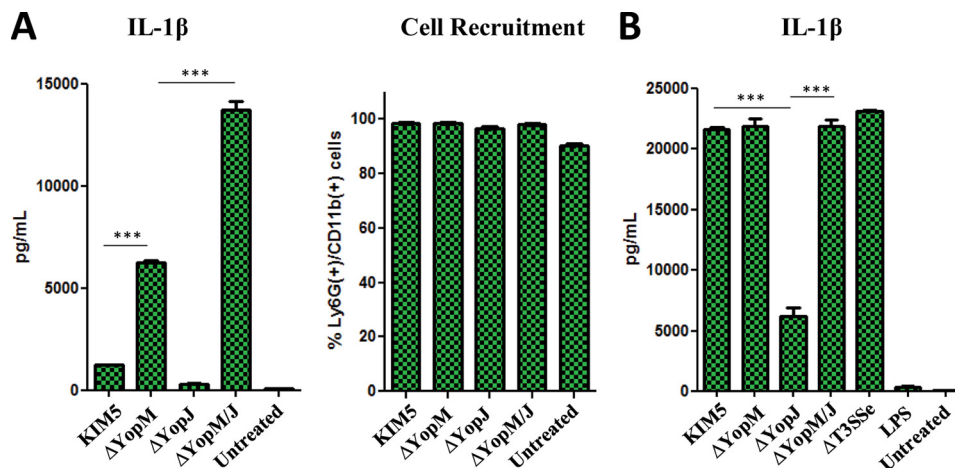 A
IL-1β
pg/mL
15000
10000
5000
0
***
***
KIM5
ΔYopM
ΔYopJ
ΔYopM/J
Untreated
Cell Recruitment
% Ly6G(+)/CD11b(+) cells
100
80
60
40
20
0
KIM5
ΔYopM
ΔYopJ
ΔYopM/J
Untreated
B
IL-1β
pg/mL
25000
20000
15000
10000
5000
0
***
***
KIM5
ΔYopM
ΔYopJ
ΔYopM/J
ΔT3SSe
LPS
Untreated